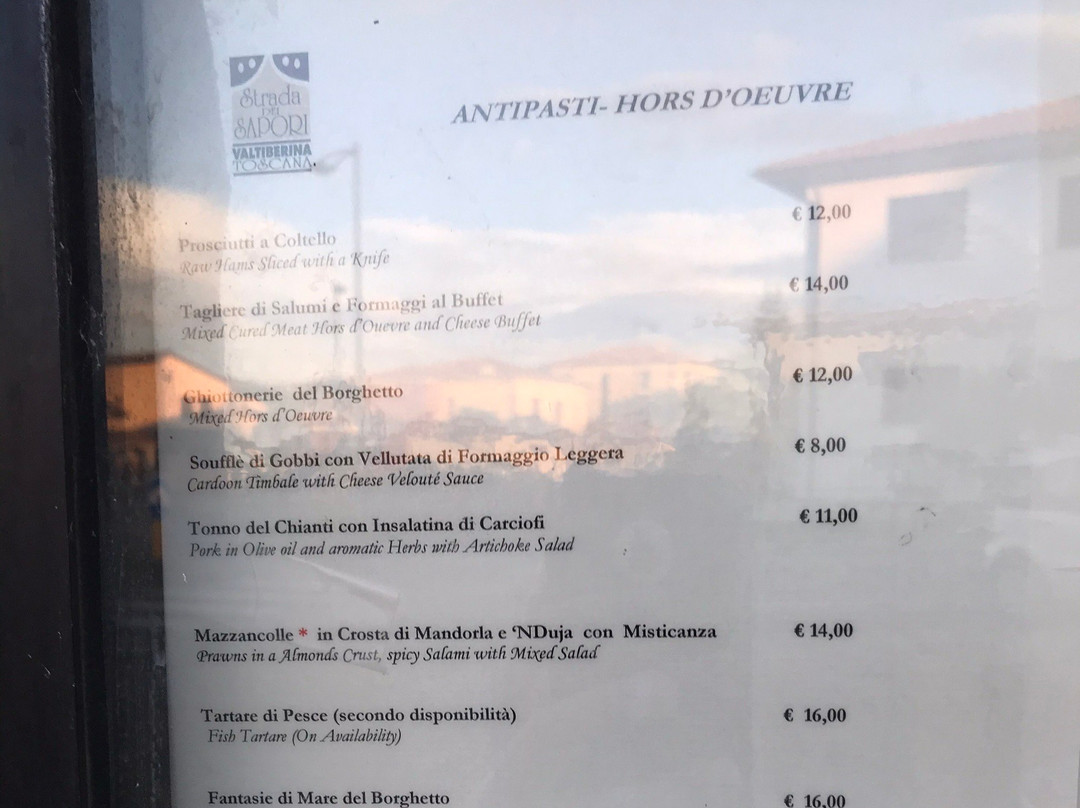 Strada
DEI
SAPORI
VALTIBERINA
TOSCANA
ANTIPASTI- HORS D'OEUVRE
€ 12,00
Prosciutti a Coltello
Raw Hams Sliced with a Knife
€ 14,00
Tagliere di Salumi e Formaggi al Buffet
Mixed Cured Meat Hors d'Ouevre and Cheese Buffet
€ 12,00
Ghiottonerie del Borghetto
Mixed Hors d'Oeuvre
€ 8,00
Soufflè di Gobbi con Vellutata di Formaggio Leggera
Cardoon Timbale with Cheese Velouté Sauce
€ 11,00
Tonno del Chianti con Insalatina di Carciofi
Pork in Olive oil and aromatic Herbs with Artichoke Salad
Mazzancolle * in Crosta di Mandorla e 'NDuja con Misticanza € 14,00
Prawns in a Almonds Crust, spicy Salami with Mixed Salad
Tartare di Pesce (secondo disponibilità) € 16,00
Fish Tartare (On Availability)
Fantasie di Mare del Borghetto € 16,00